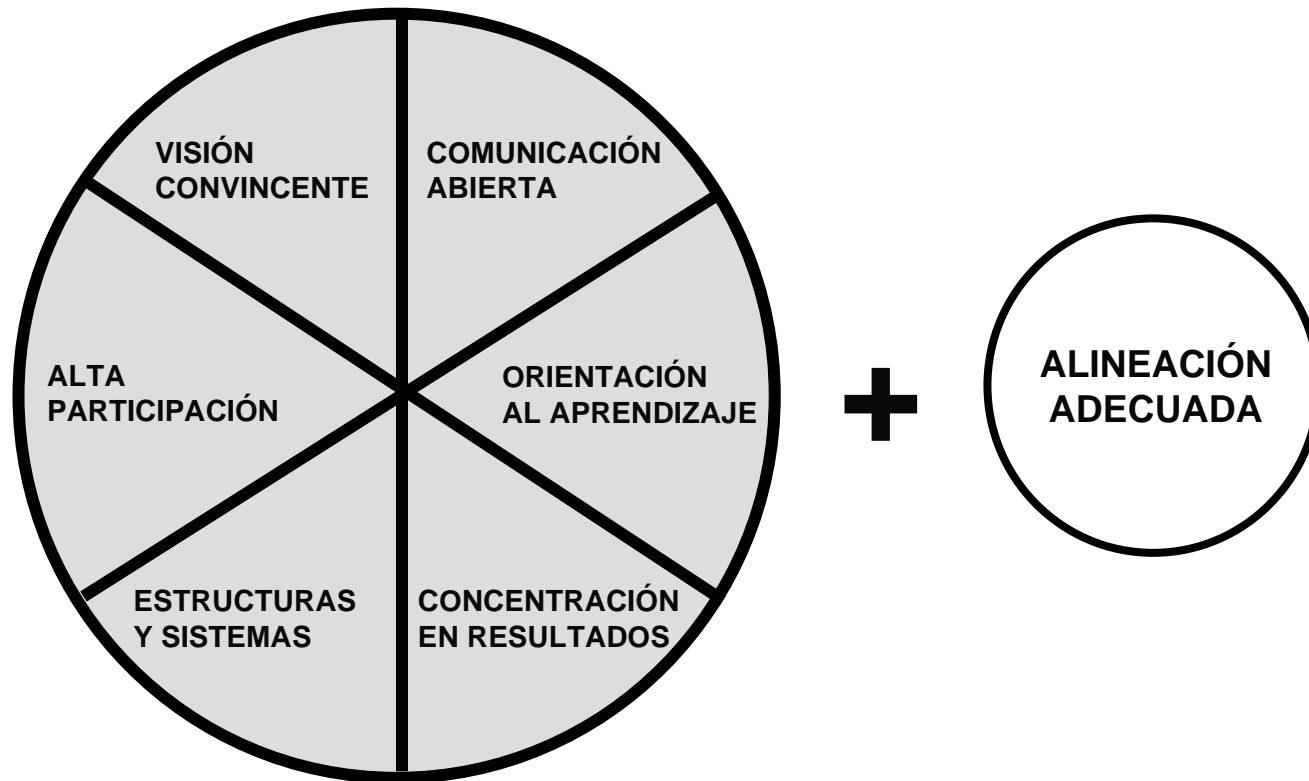 VISIÓN
CONVINCENTE
COMUNICACIÓN
ABIERTA
ALTA
PARTICIPACIÓN
ORIENTACIÓN
AL APRENDIZAJE
ESTRUCTURAS
Y SISTEMAS
CONCENTRACIÓN
EN RESULTADOS
+
ALINEACIÓN
ADECUADA